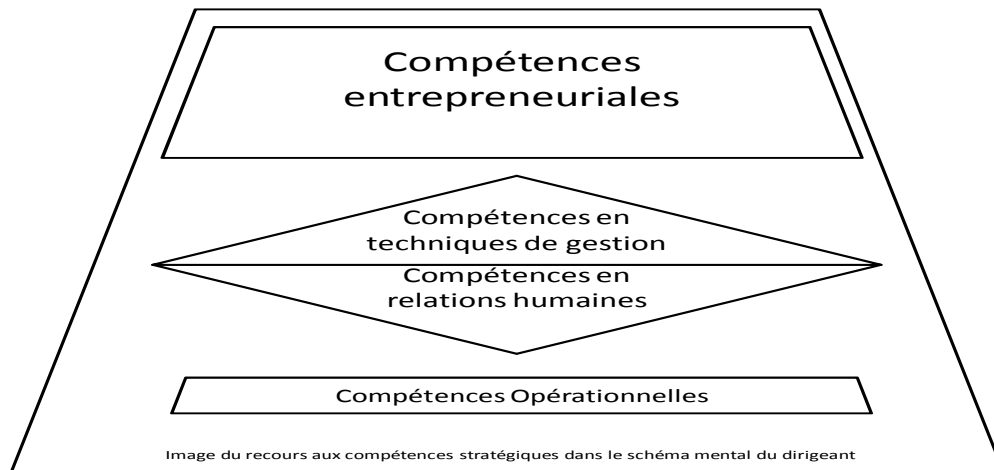 Compétences
entrepreneuriales
Compétences en
techniques de gestion
Compétences en
relations humaines
Compétences Opérationnelles
Image du recours aux compétences stratégiques dans le schéma mental du dirigeant